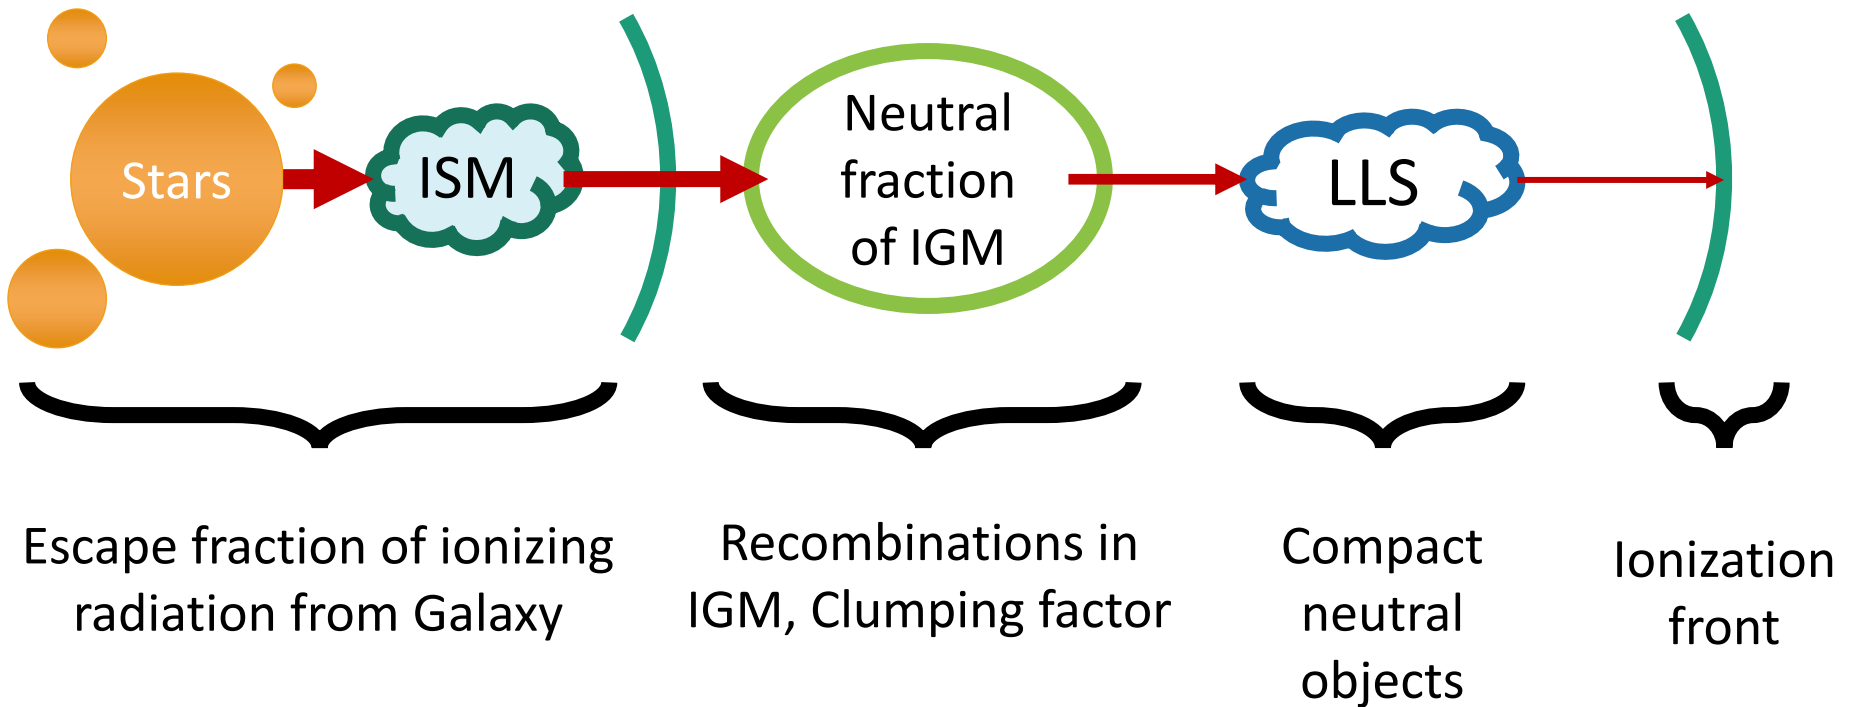 Stars
ISM
Neutral
fraction
of IGM
LLS
Escape fraction of ionizing
radiation from Galaxy
Recombinations in
IGM, Clumping factor
Compact
neutral
objects
Ionization
front